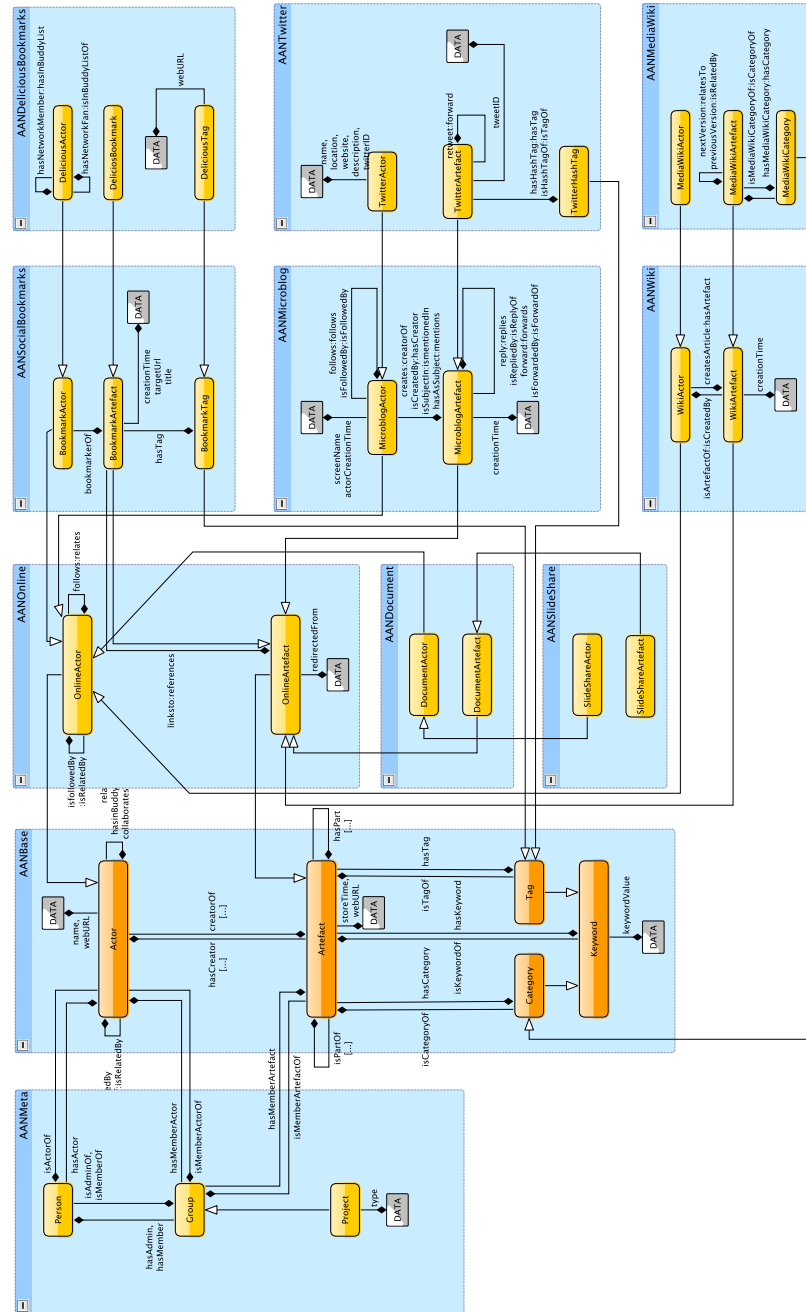 AANDeliciousBookmarks
hasNetworkMember:hasInBuddyList
DeliciousActor
hasNetworkFan:isInBuddyListOf
DeliciosBookmark
DATA
webURL
DeliciousTag
AANTwitter
DATA
name,
location,
website,
description,
twitterID
TwitterActor
DATA
retweet:forward
tweetID
TwitterArtefact
hasHashTag:hasTag
isHashTagOf:isTagOf
TwitterHashTag
AANMediaWiki
MediaWikiActor
nextVersion:relatesTo
previousVersion:isRelatedBy
MediaWikiArtefact
isMediaWikiCategoryOf:isCategoryOf
hasMediaWikiCategory:hasCategory
MediaWikiCategory
AANSocialBookmarks
BookmarkActor
bookmarkerOf
BookmarkArtefact
DATA
creationTime
targetUrl
title
hasTag
BookmarkTag
AANMicroblog
DATA
screenName
actorCreationTime
follows:follows
isFollowedBy:isFollowedBy
MicroblogActor
creates:creatorOf
isCreatedBy:hasCreator
isSubjectIn:ismentionedIn
hasAsSubject:mentions
MicroblogArtefact
reply:replies
isRepliedBy:isReplyOf
forward:forwards
isForwardedBy:isForwardOf
creationTime
DATA
AANWiki
WikiActor
isArtefactOf:isCreatedBy
createsArticle:hasArtefact
WikiArtefact
creationTime
DATA
AANOnline
follows:relates
OnlineActor
isfollowedBy
:isRelatedBy
linksto:references
OnlineArtefact
redirectedFrom
DATA
AANDocument
DocumentActor
DocumentArtefact
AANSlideShare
SlideShareActor
SlideShareArtefact
AANBase
DATA
name,
webURL
rela
hasinBuddy
collaborates
Actor
edBy
:isRelatedBy
hasCreator
[...]
creatorOf
[...]
hasPart
[...]
Artefact
isPartOf
[...]
storeTime,
webURL
DATA
hasTag
isTagOf
hasKeyword
isKeywordOf
hasCategory
isCategoryOf
Tag
Category
Keyword
keywordValue
DATA
AANMeta
Person
isActorOf
hasActor
isAdminOf,
isMemberOf
hasAdmin,
hasMember
hasMemberActor
isMemberActorOf
Group
hasMemberArtefact
isMemberArtefactOf
Project
type
DATA